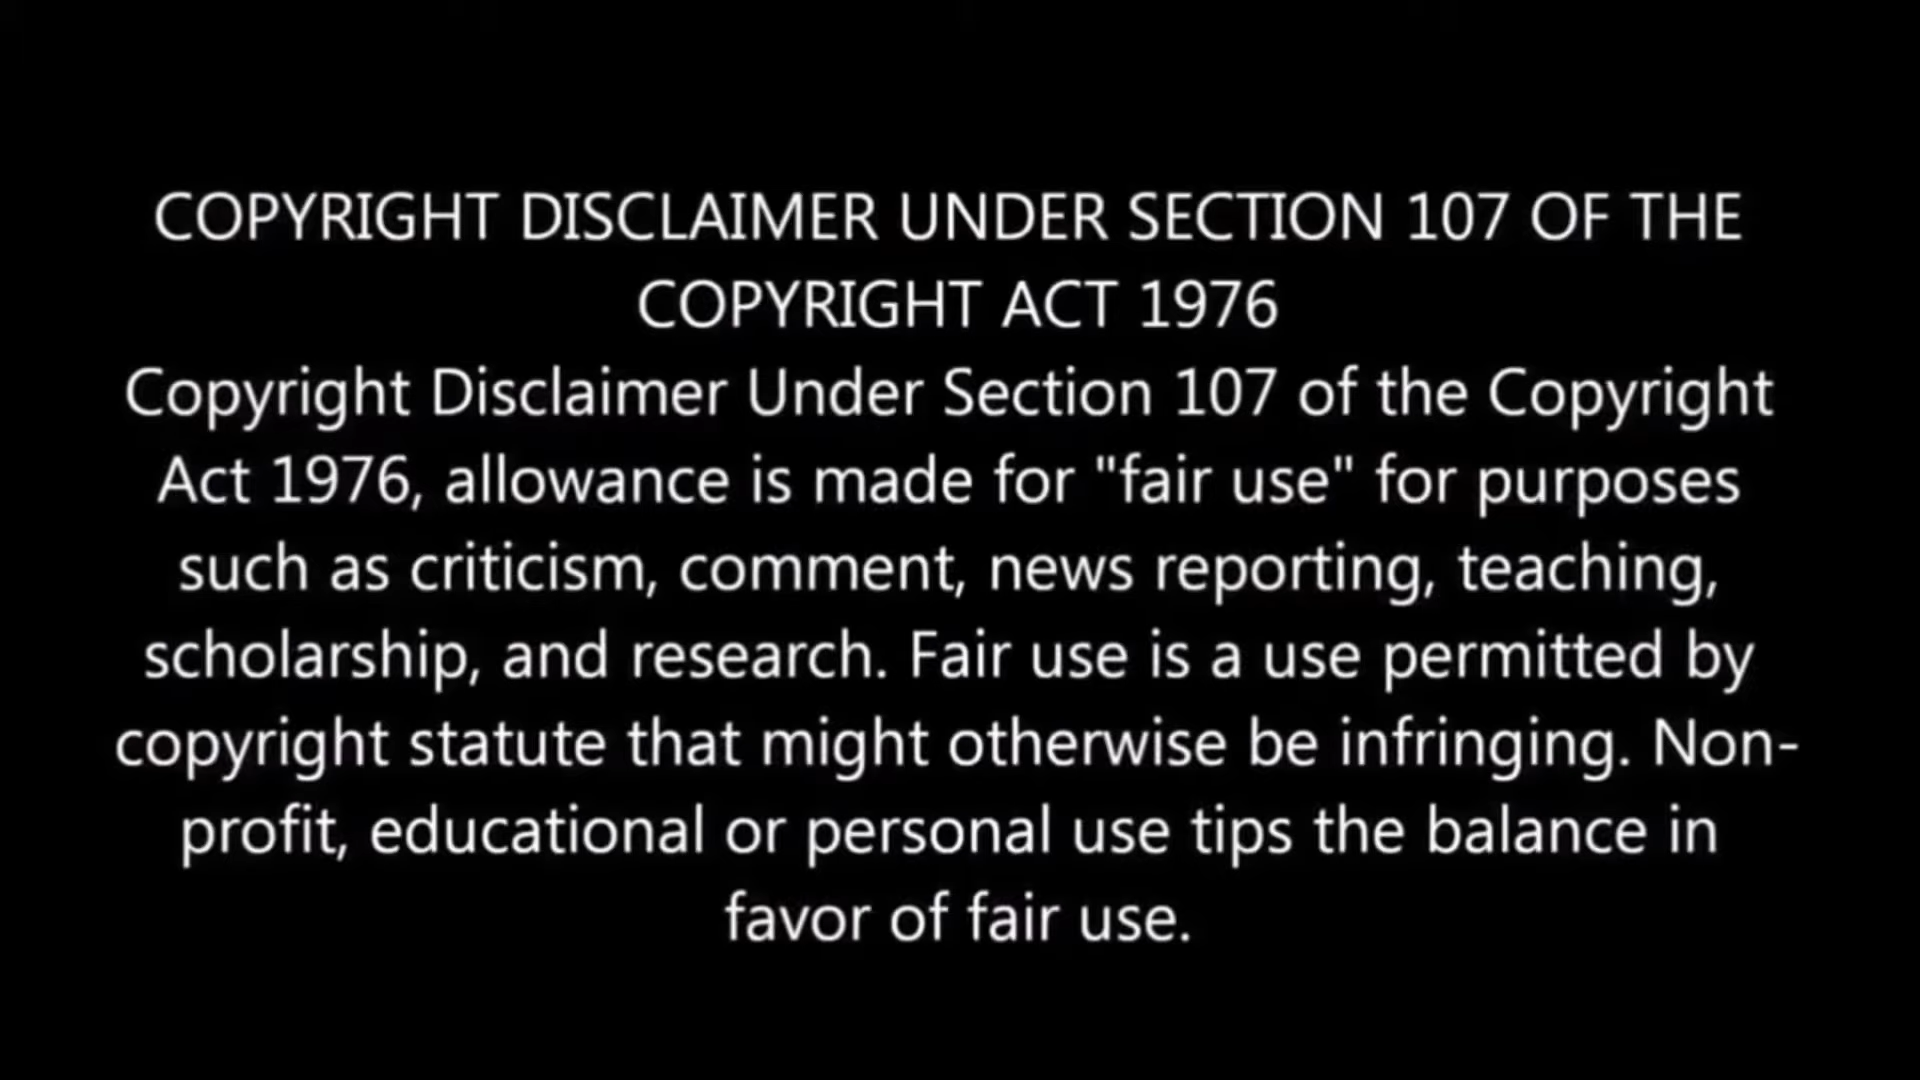 COPYRIGHT DISCLAIMER UNDER SECTION 107 OF THE
COPYRIGHT ACT 1976
Copyright Disclaimer Under Section 107 of the Copyright
Act 1976, allowance is made for "fair use" for purposes
such as criticism, comment, news reporting, teaching,
scholarship, and research. Fair use is a use permitted by
copyright statute that might otherwise be infringing. Non-
profit, educational or personal use tips the balance in
favor of fair use.